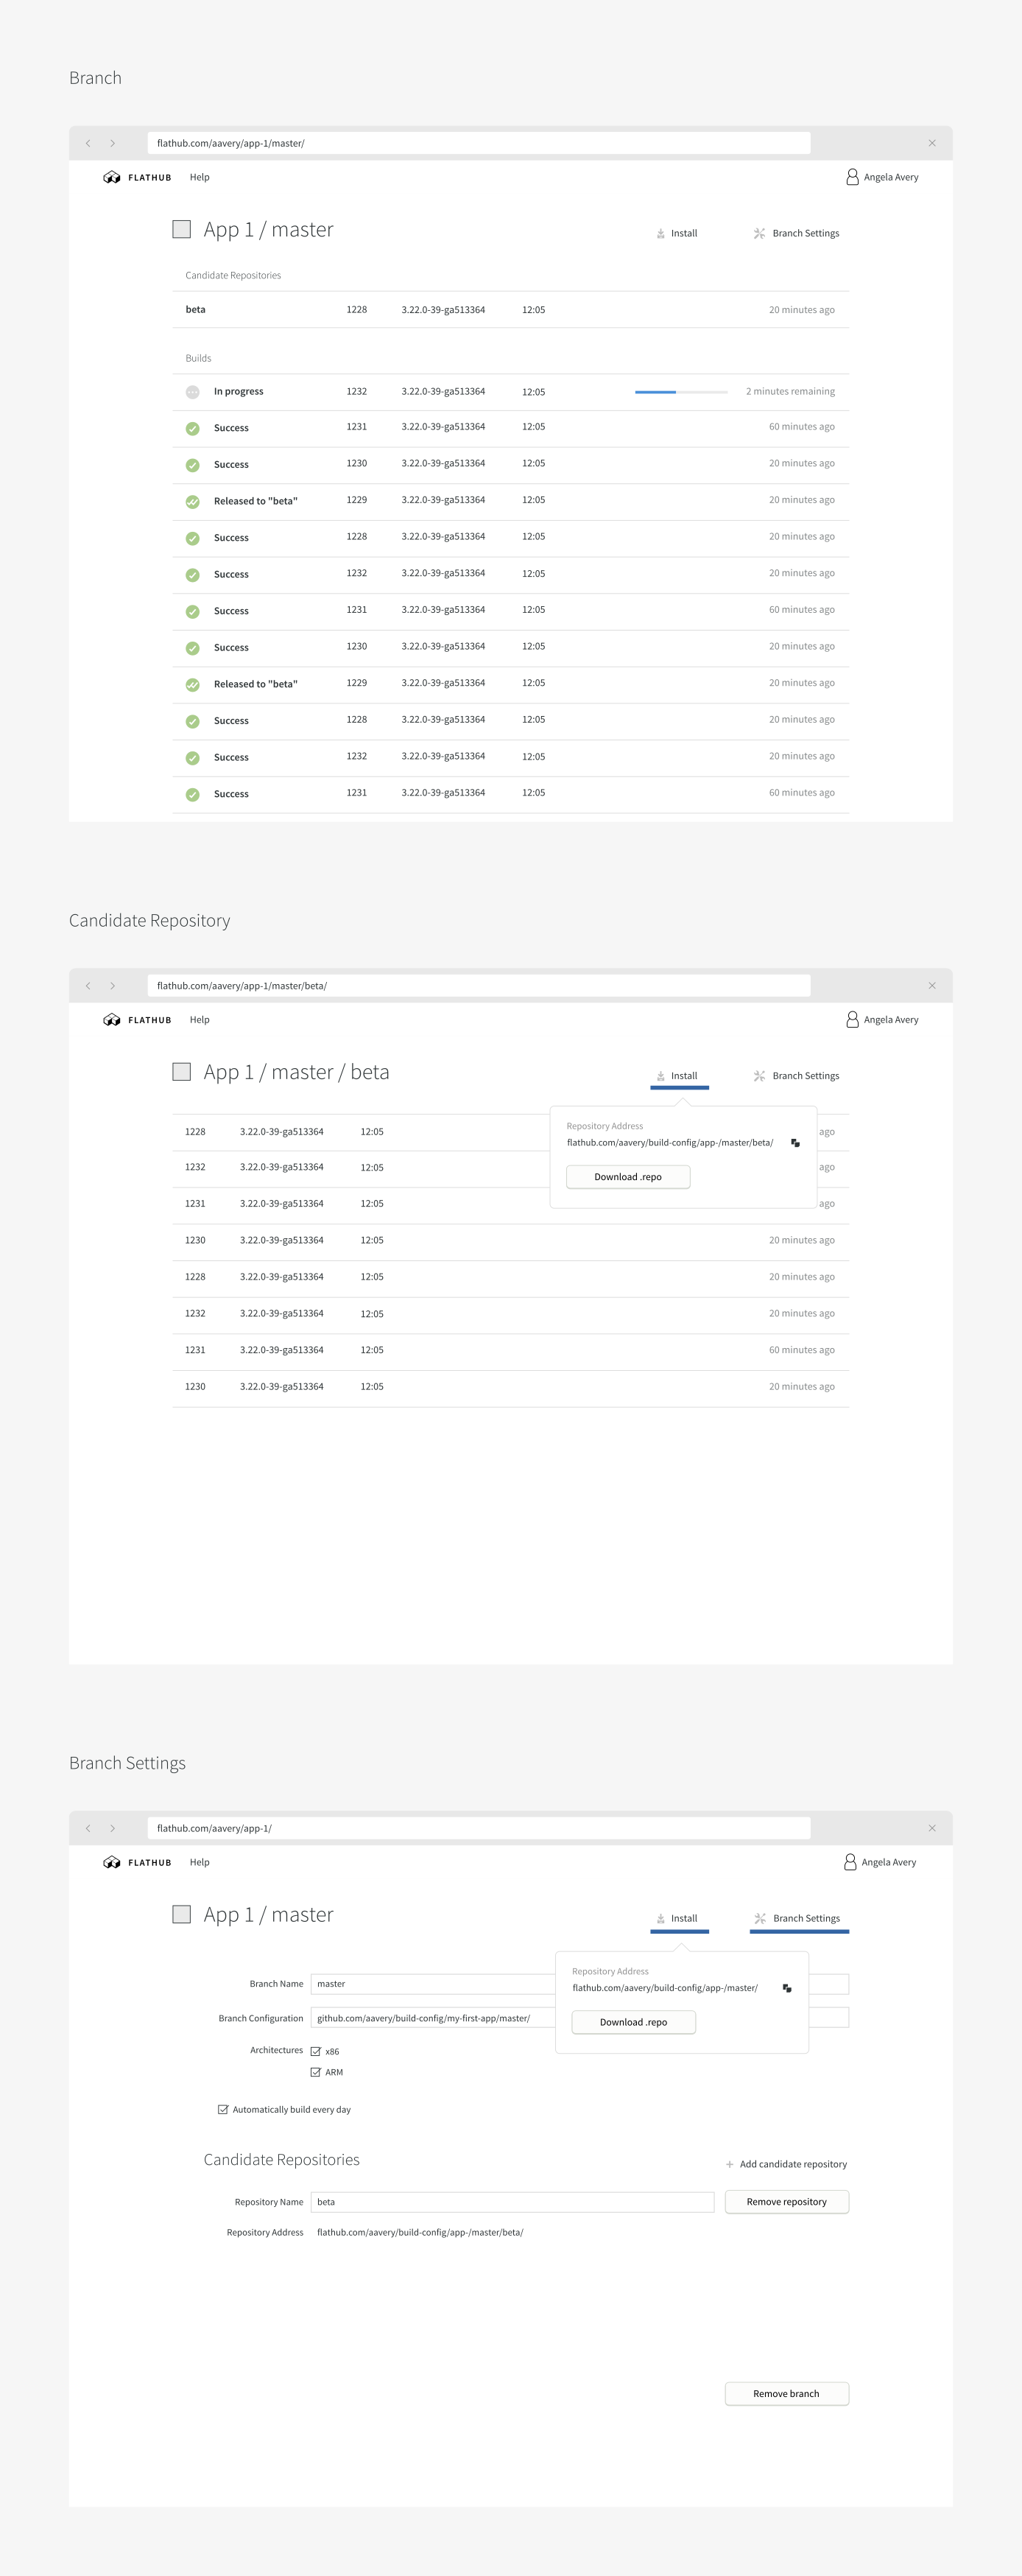 Branch
flathub.com/aavery/app-1/master/
FLATHUB Help Angela Avery
App 1 / master Install Branch Settings
Candidate Repositories
beta 1228 3.22.0-39-ga513364 12:05 20 minutes ago
Builds
In progress 1232 3.22.0-39-ga513364 12:05 2 minutes remaining
Success 1231 3.22.0-39-ga513364 12:05 60 minutes ago
Success 1230 3.22.0-39-ga513364 12:05 20 minutes ago
Released to "beta" 1229 3.22.0-39-ga513364 12:05 20 minutes ago
Success 1228 3.22.0-39-ga513364 12:05 20 minutes ago
Success 1232 3.22.0-39-ga513364 12:05 20 minutes ago
Success 1231 3.22.0-39-ga513364 12:05 60 minutes ago
Success 1230 3.22.0-39-ga513364 12:05 20 minutes ago
Released to "beta" 1229 3.22.0-39-ga513364 12:05 20 minutes ago
Success 1228 3.22.0-39-ga513364 12:05 20 minutes ago
Success 1232 3.22.0-39-ga513364 12:05 20 minutes ago
Success 1231 3.22.0-39-ga513364 12:05 60 minutes ago
Candidate Repository
flathub.com/aavery/app-1/master/beta/
FLATHUB Help Angela Avery
App 1 / master / beta Install Branch Settings
Repository Address
1228 3.22.0-39-ga513364 12:05 ago
flathub.com/aavery/build-config/app-/master/beta/
1232 3.22.0-39-ga513364 12:05 ago
Download .repo
1231 3.22.0-39-ga513364 12:05 ago
1230 3.22.0-39-ga513364 12:05 20 minutes ago
1228 3.22.0-39-ga513364 12:05 20 minutes ago
1232 3.22.0-39-ga513364 12:05 20 minutes ago
1231 3.22.0-39-ga513364 12:05 60 minutes ago
1230 3.22.0-39-ga513364 12:05 20 minutes ago
Branch Settings
flathub.com/aavery/app-1/
FLATHUB Help Angela Avery
App 1 / master Install Branch Settings
Repository Address
flathub.com/aavery/build-config/app-/master/
Download .repo
Branch Name master
Branch Configuration github.com/aavery/build-config/my-first-app/master/
Architectures x86
ARM
Automatically build every day
Candidate Repositories Add candidate repository
Repository Name beta Remove repository
Repository Address flathub.com/aavery/build-config/app-/master/beta/
Remove branch